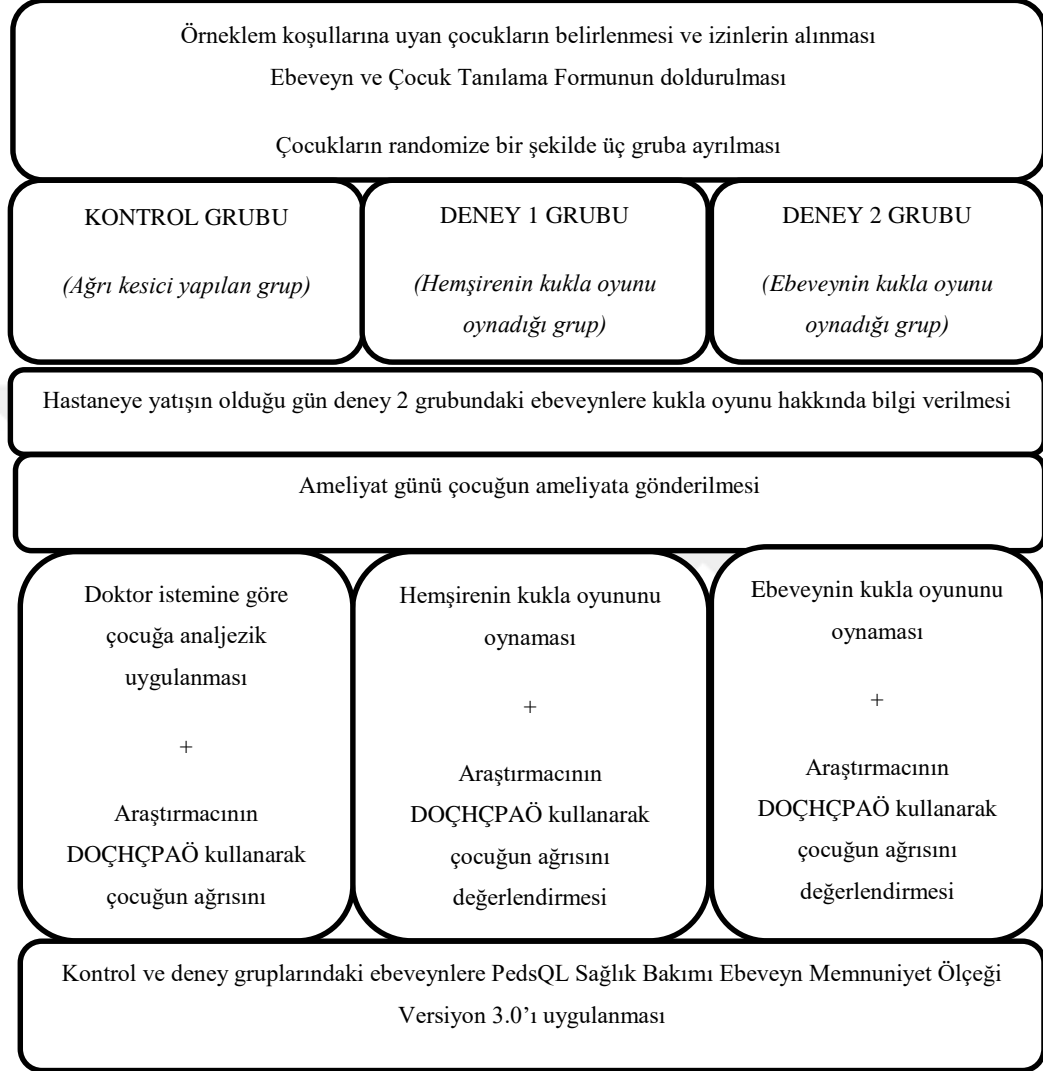 Örneklem koşullarına uyan çocukların belirlenmesi ve izinlerin alınması
Ebeveyn ve Çocuk Tanılama Formunun doldurulması
Çocukların randomize bir şekilde üç gruba ayrılması
KONTROL GRUBU
(Ağrı kesici yapılan grup)
DENEY 1 GRUBU
(Hemşirenin kukla oyunu
oynadığı grup)
DENEY 2 GRUBU
(Ebeveynin kukla oyunu
oynadığı grup)
Hastaneye yatışın olduğu gün deney 2 grubundaki ebeveynlere kukla oyunu hakkında bilgi verilmesi
Ameliyat günü çocuğun ameliyata gönderilmesi
Doktor istemine göre
çocuğa analjezik
uygulanması
+
Araştırmacının
DOÇHÇPAÖ kullanarak
çocuğun ağrısını
Hemşirenin kukla oyununu
oynaması
+
Araştırmacının
DOÇHÇPAÖ kullanarak
çocuğun ağrısını
değerlendirmesi
Ebeveynin kukla oyununu
oynaması
+
Araştırmacının
DOÇHÇPAÖ kullanarak
çocuğun ağrısını
değerlendirmesi
Kontrol ve deney gruplarındaki ebeveynlere PedsQL Sağlık Bakımı Ebeveyn Memnuniyet Ölçeği
Versiyon 3.0’ı uygulanması